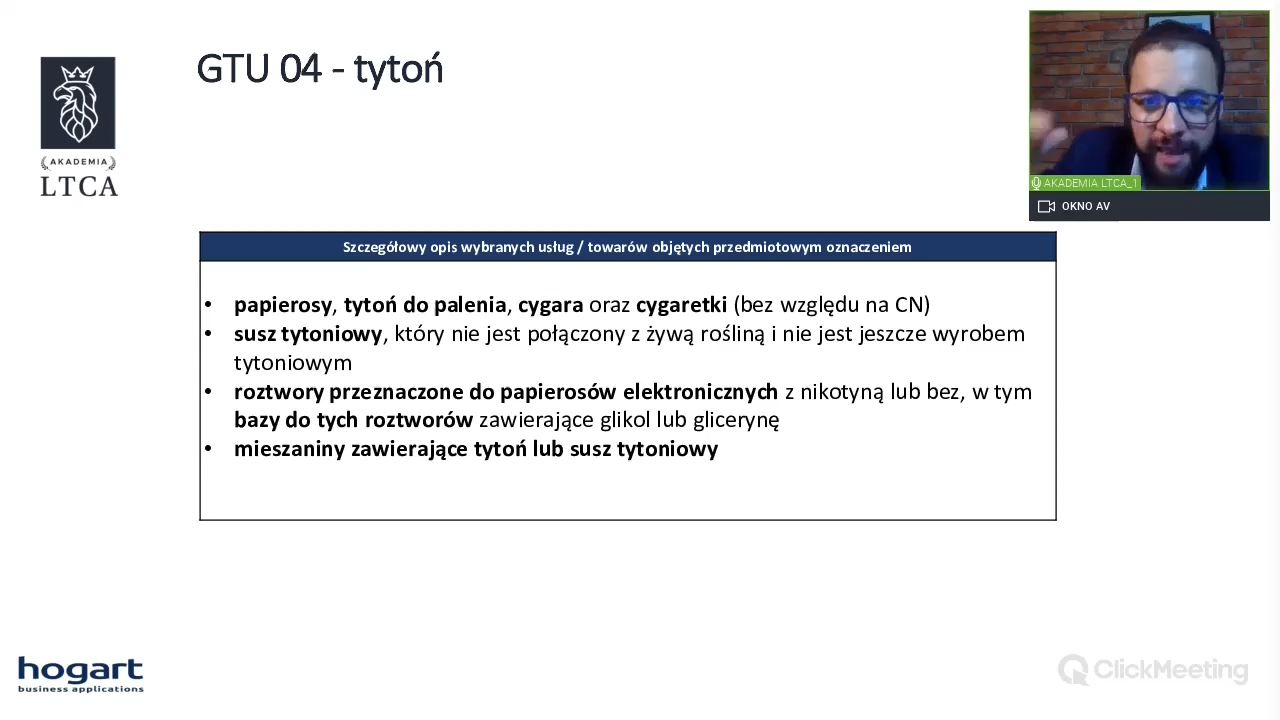 GTU 04 - tytoń
AKADEMIA
LTCA
AKADEMIA LTCA_1
OKNO AV
Szczegółowy opis wybranych usług / towarów objętych przedmiotowym oznaczeniem
• papierosy, tytoń do palenia, cygara oraz cygaretki (bez względu na CN)
• susz tytoniowy, który nie jest połączony z żywą rośliną i nie jest jeszcze wyrobem
tytoniowym
• roztwory przeznaczone do papierosów elektronicznych z nikotyną lub bez, w tym
bazy do tych roztworów zawierające glikol lub glicerynę
• mieszaniny zawierające tytoń lub susz tytoniowy
hogart
business applications
ClickMeeting